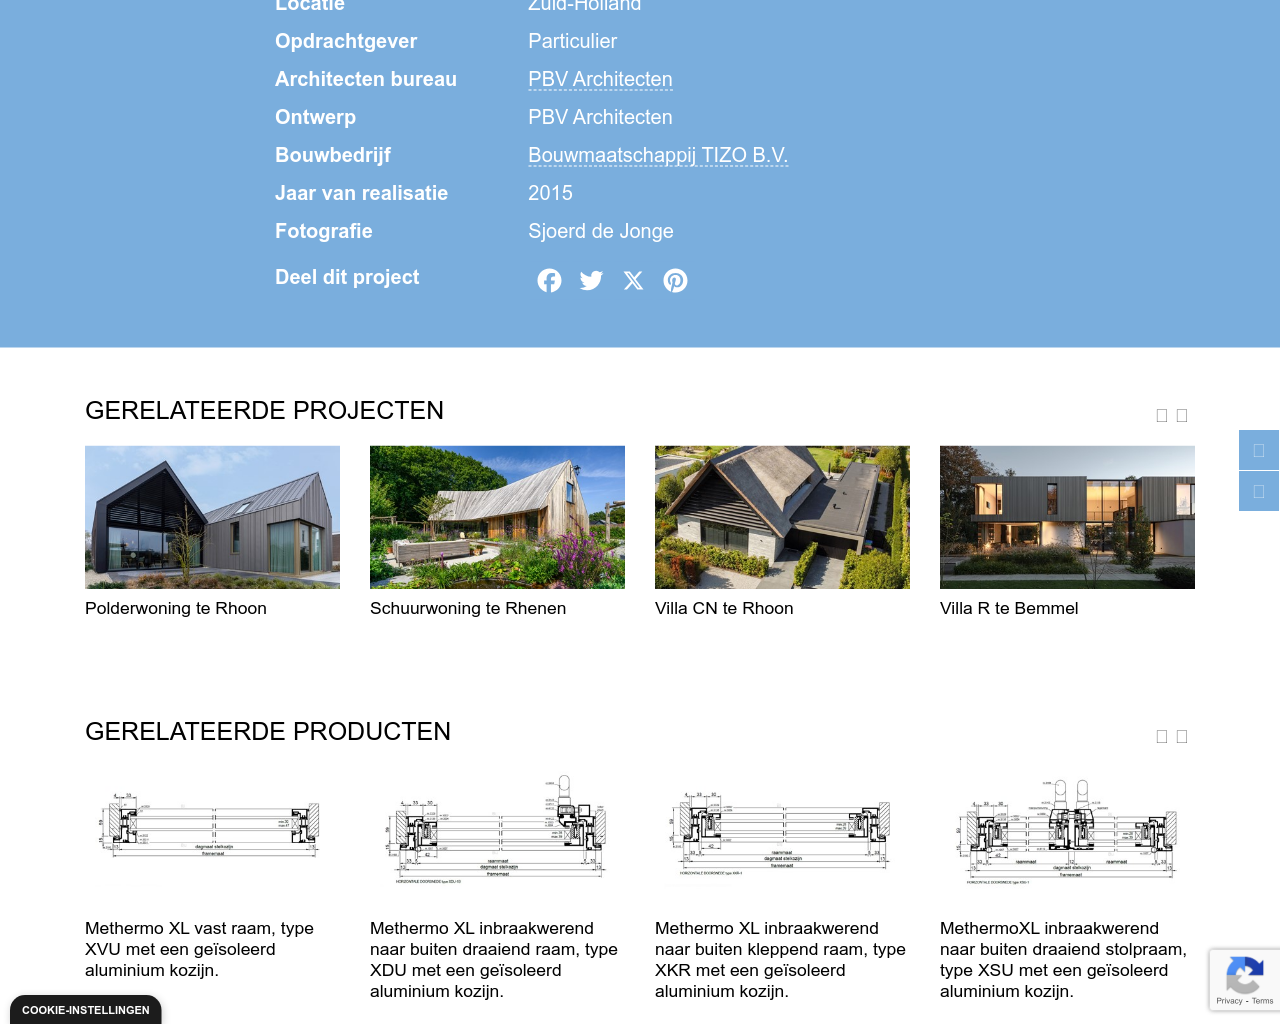 Locatie Zuid-Holland
Opdrachtgever Particulier
Architecten bureau PBV Architecten
Ontwerp PBV Architecten
Bouwbedrijf Bouwmaatschappij TIZO B.V.
Jaar van realisatie 2015
Fotografie Sjoerd de Jonge
Deel dit project
GERELATEERDE PROJECTEN
Polderwoning te Rhoon
Schuurwoning te Rhenen
Villa CN te Rhoon
Villa R te Bemmel
GERELATEERDE PRODUCTEN
Methermo XL vast raam, type
XVU met een geïsoleerd
aluminium kozijn.
Methermo XL inbraakwerend
naar buiten draaiend raam, type
XDU met een geïsoleerd
aluminium kozijn.
Methermo XL inbraakwerend
naar buiten kleppend raam, type
XKR met een geïsoleerd
aluminium kozijn.
MethermoXL inbraakwerend
naar buiten draaiend stolpraam,
type XSU met een geïsoleerd
aluminium kozijn.
COOKIE-INSTELLINGEN
Privacy - Terms